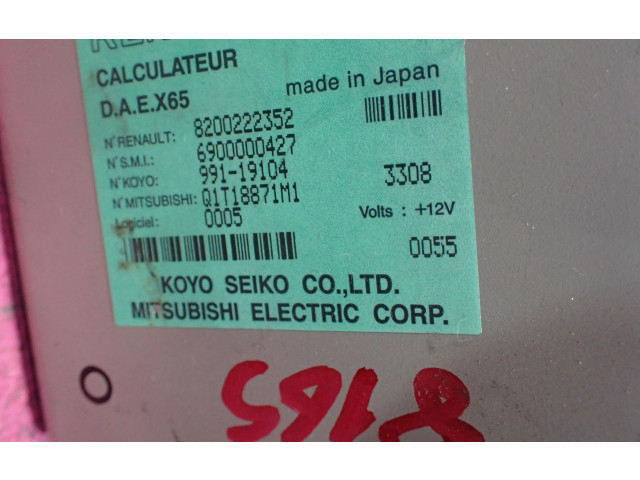 CALCULATEUR
made in Japan
D.A.E.X65
N°RENAULT: 8200222352
N°S.M.I.: 6900000427
N°KOYO: 991-19104
3308
N°MITSUBISHI: Q1T18871M1
Logiciel: 0005
Volts : +12V
0055
KOYO SEIKO CO.,LTD.
MITSUBISHI ELECTRIC CORP.